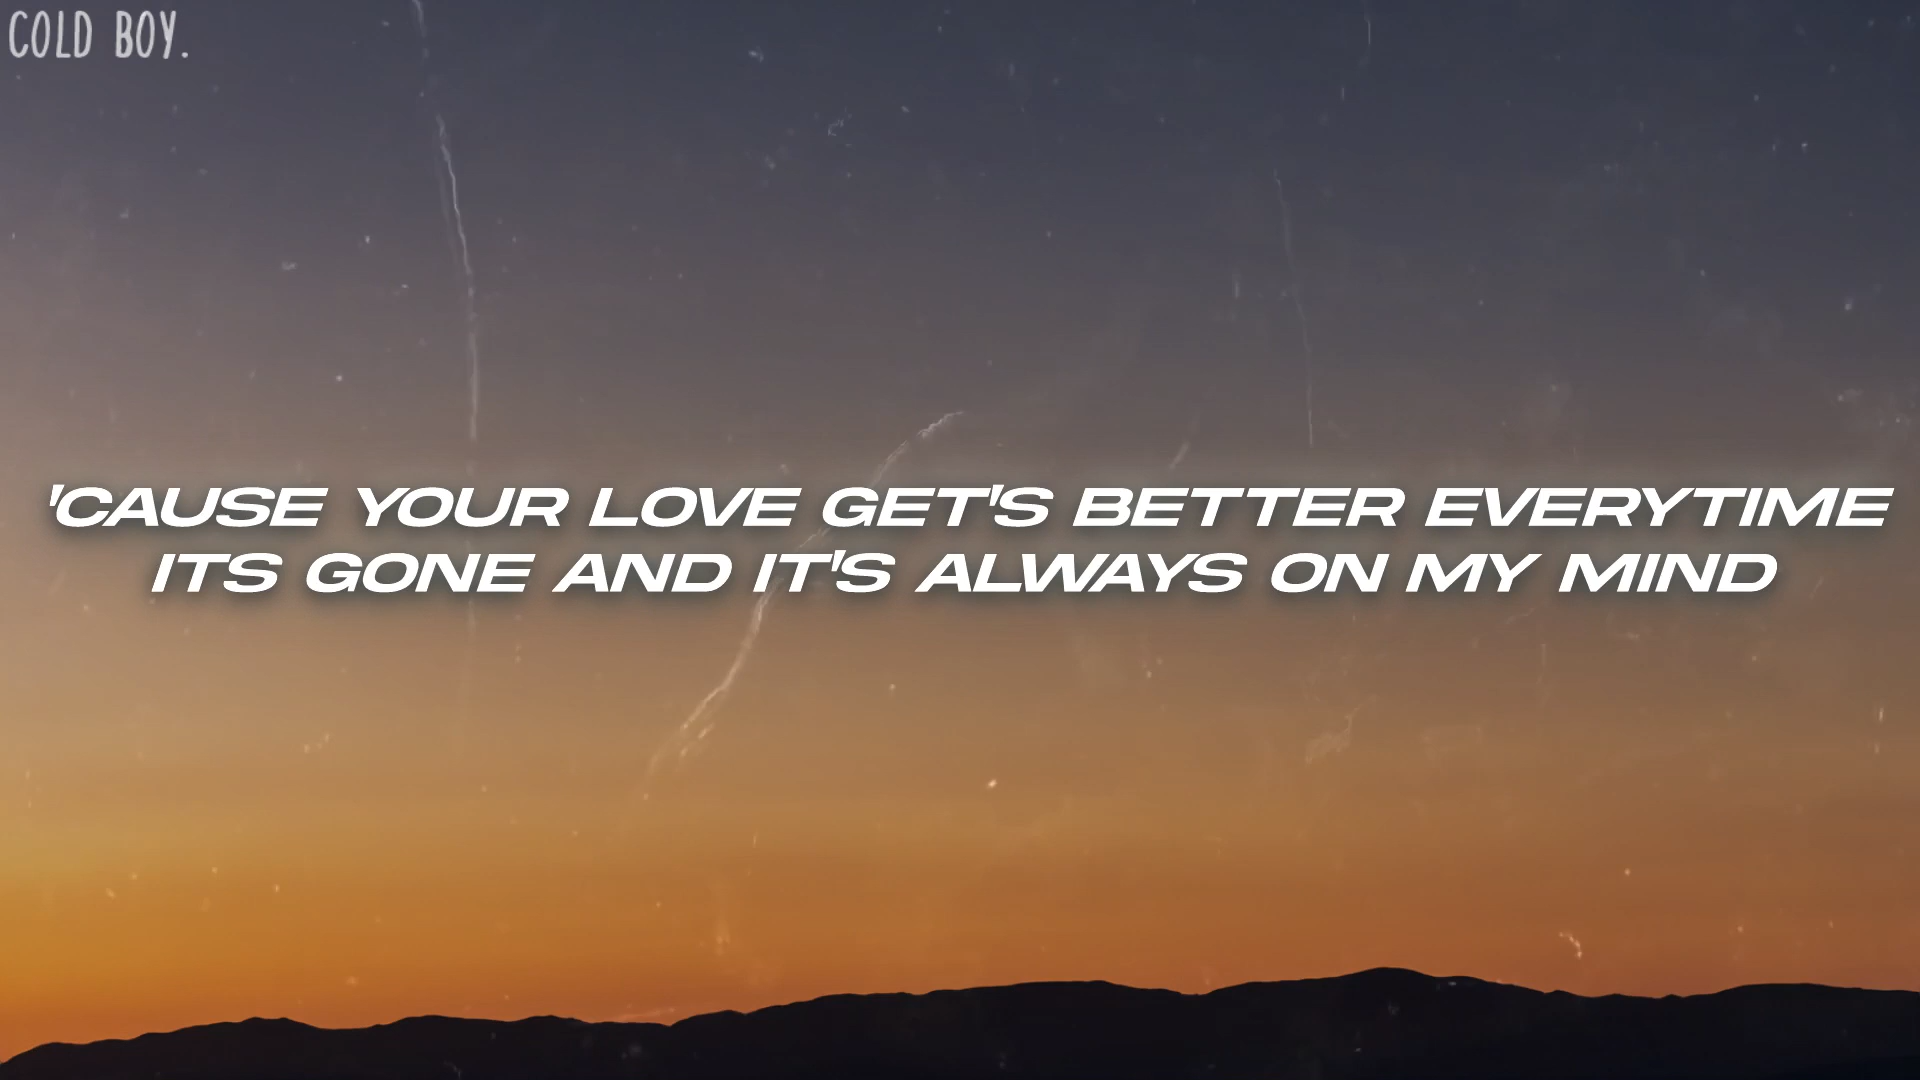 COLD BOY.
'CAUSE YOUR LOVE GET'S BETTER EVERYTIME
ITS GONE AND IT'S ALWAYS ON MY MIND